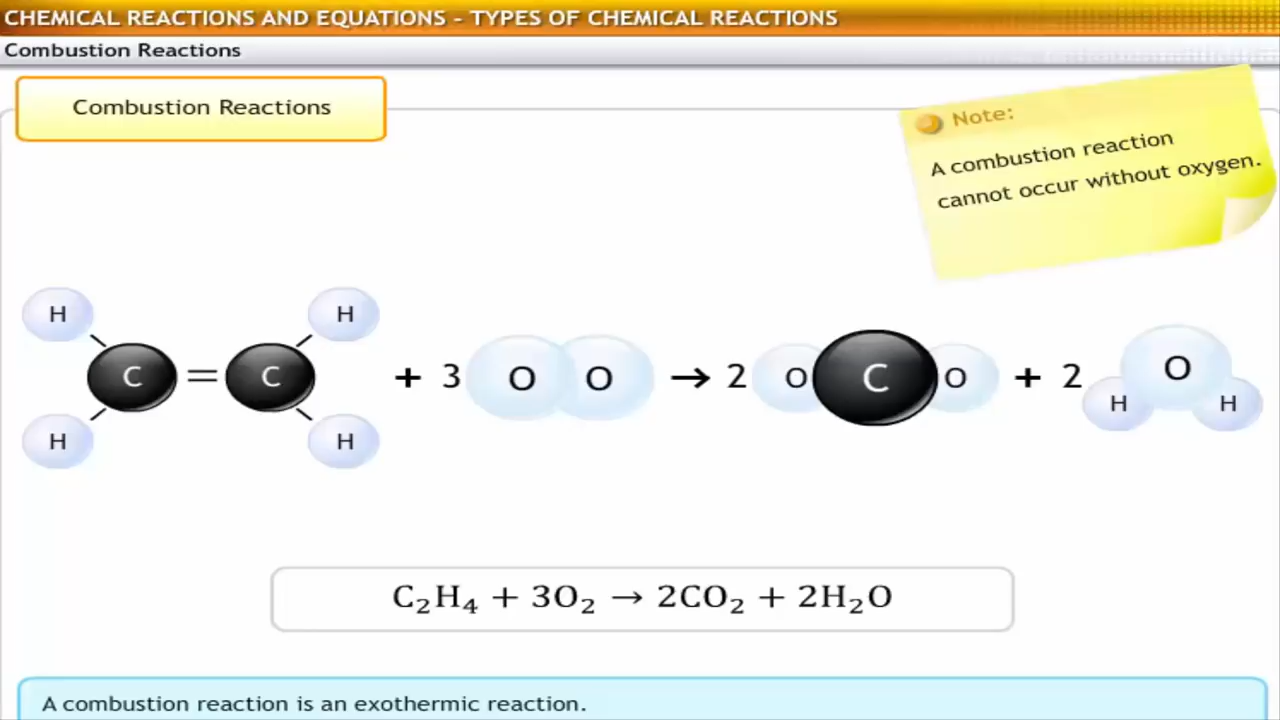 CHEMICAL REACTIONS AND EQUATIONS - TYPES OF CHEMICAL REACTIONS
Combustion Reactions
Combustion Reactions
Note:
A combustion reaction
cannot occur without oxygen.
H H
C = C + 3 O O → 2 O C O + 2 H O H
H H
C₂H₄ + 3O₂ → 2CO₂ + 2H₂O
A combustion reaction is an exothermic reaction.